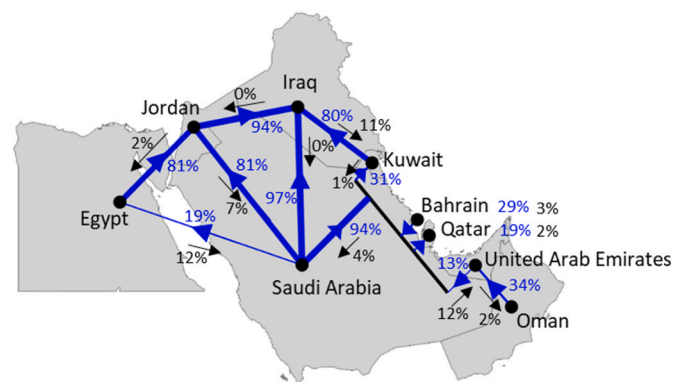 Iraq
0%
Jordan
94%
80%
11%
2%
0%
81%
81%
Kuwait
1%
31%
7%
97%
Egypt
19%
94%
Bahrain 29% 3%
Qatar 19% 2%
12%
4%
13%
United Arab Emirates
Saudi Arabia
34%
12%
2%
Oman